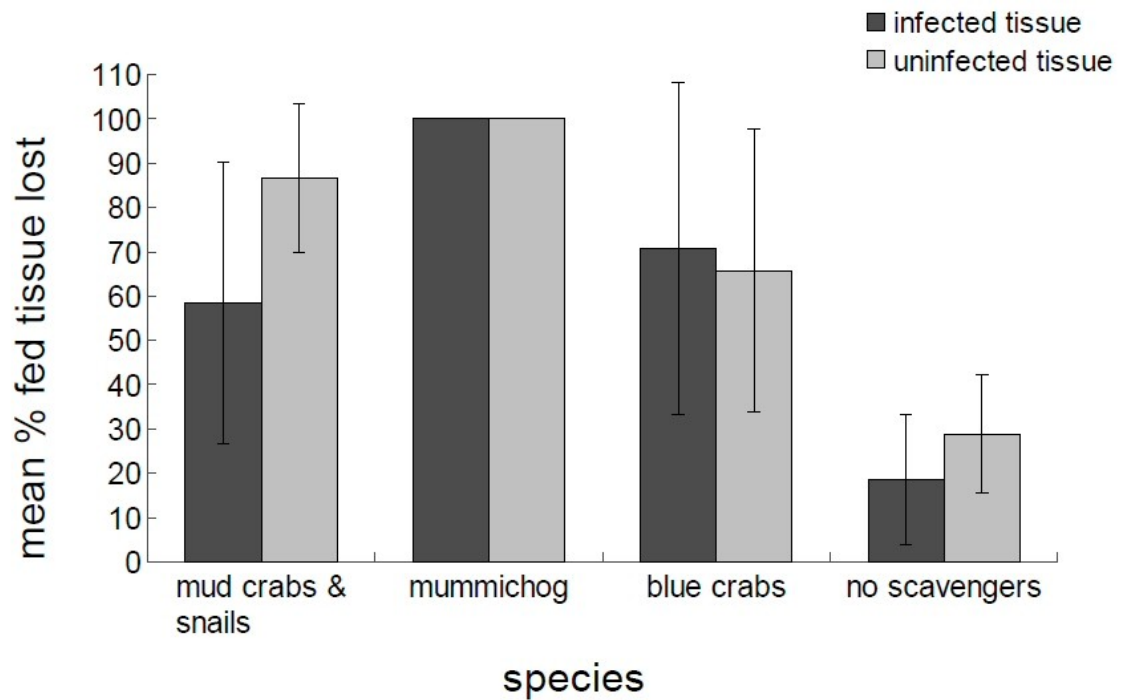 infected tissue
uninfected tissue
mean % fed tissue lost
110
100
90
80
70
60
50
40
30
20
10
0
mud crabs &
snails
mummichog
blue crabs
no scavengers
species